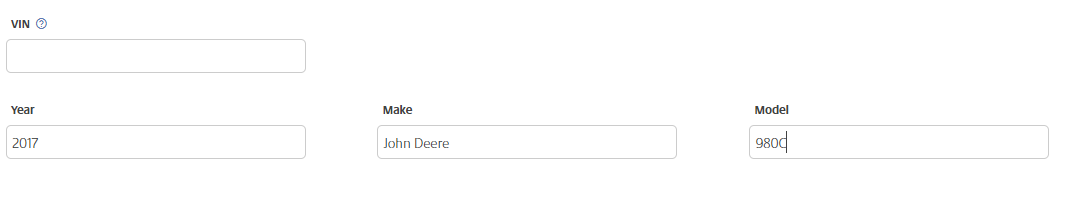 VIN
Year Make Model
2017 John Deere 980C